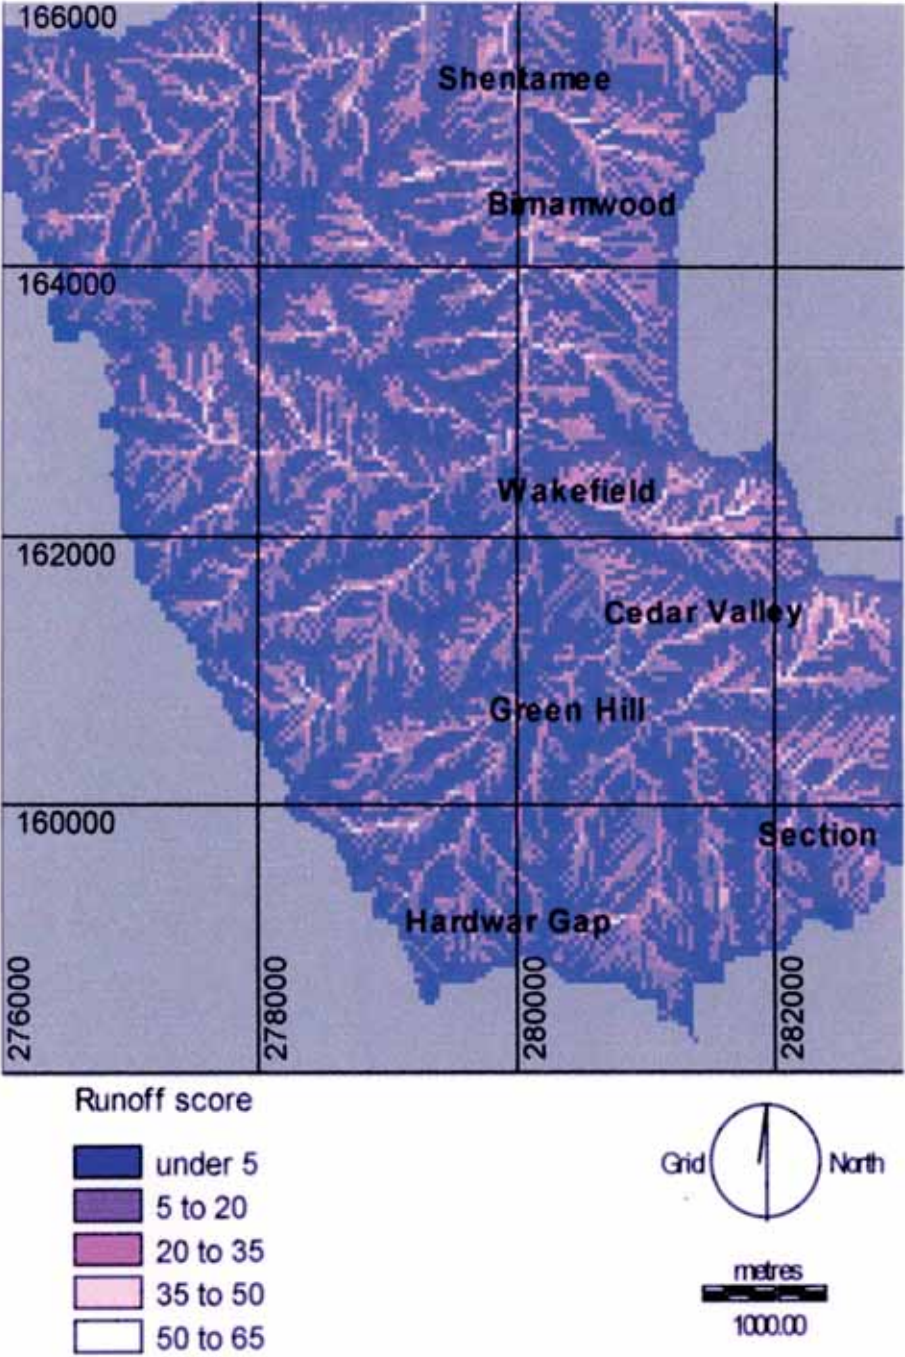 166000
Shentamee
Birnamwood
164000
Wakefield
162000
Cedar Valley
Green Hill
160000
Section
Hardwar Gap
276000
278000
280000
282000
Runoff score
under 5
5 to 20
20 to 35
35 to 50
50 to 65
Grid North
metres
1000.00